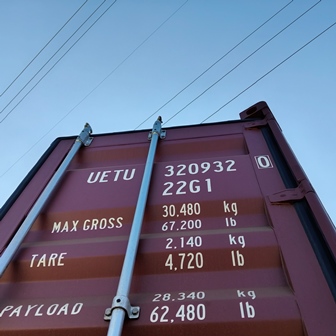 UETU 320932 0
22G1
MAX GROSS 30.480 kg
67.200 lb
TARE 2.140 kg
4,720 lb
PAYLOAD 28.340 kg
62,480 lb